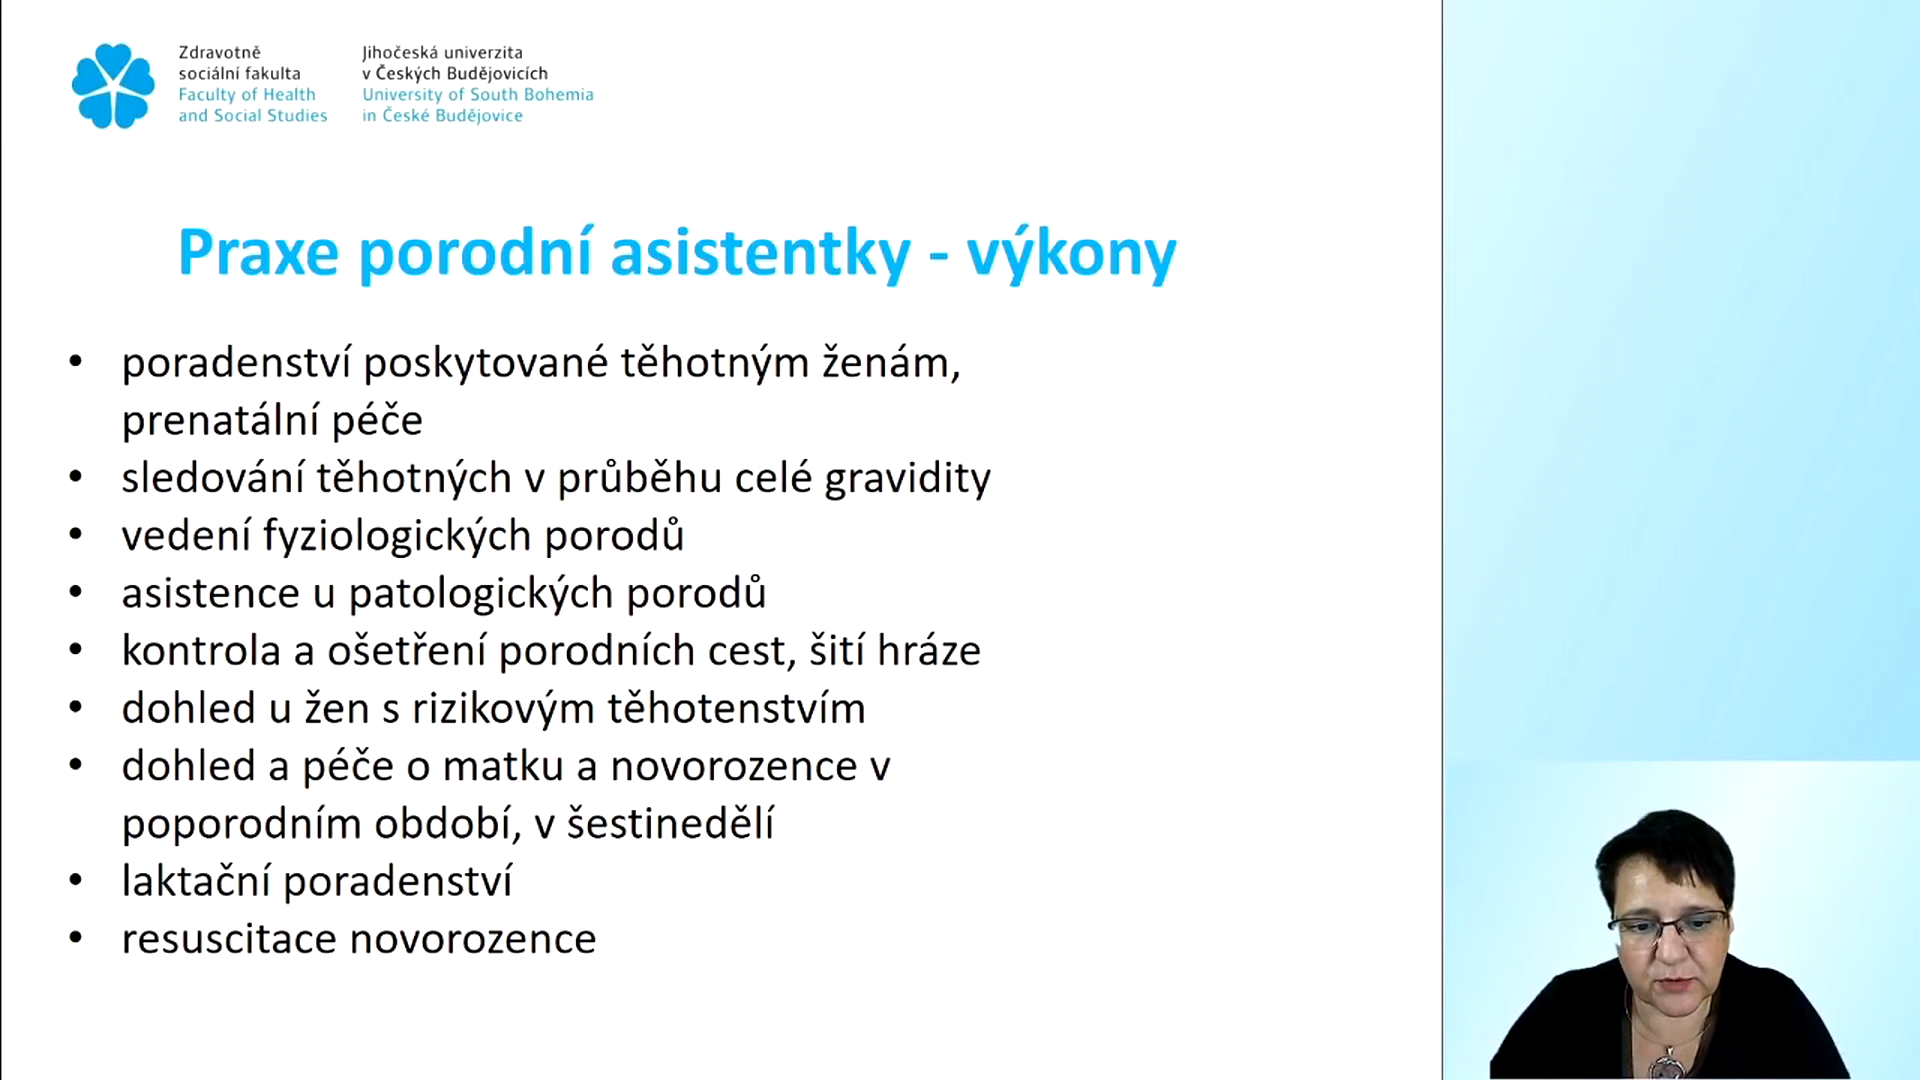 Zdravotně
sociální fakulta
Faculty of Health
and Social Studies
Jihočeská univerzita
v Českých Budějovicích
University of South Bohemia
in České Budějovice
Praxe porodní asistentky - výkony
• poradenství poskytované těhotným ženám,
prenatální péče
• sledování těhotných v průběhu celé gravidity
• vedení fyziologických porodů
• asistence u patologických porodů
• kontrola a ošetření porodních cest, šití hráze
• dohled u žen s rizikovým těhotenstvím
• dohled a péče o matku a novorozence v
poporodním období, v šestinedělí
• laktační poradenství
• resuscitace novorozence